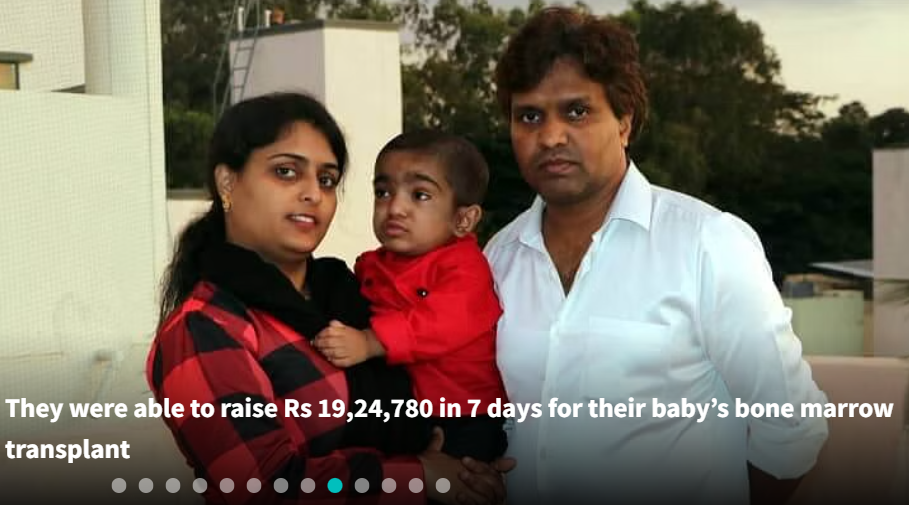 They were able to raise Rs 19,24,780 in 7 days for their baby’s bone marrow
transplant